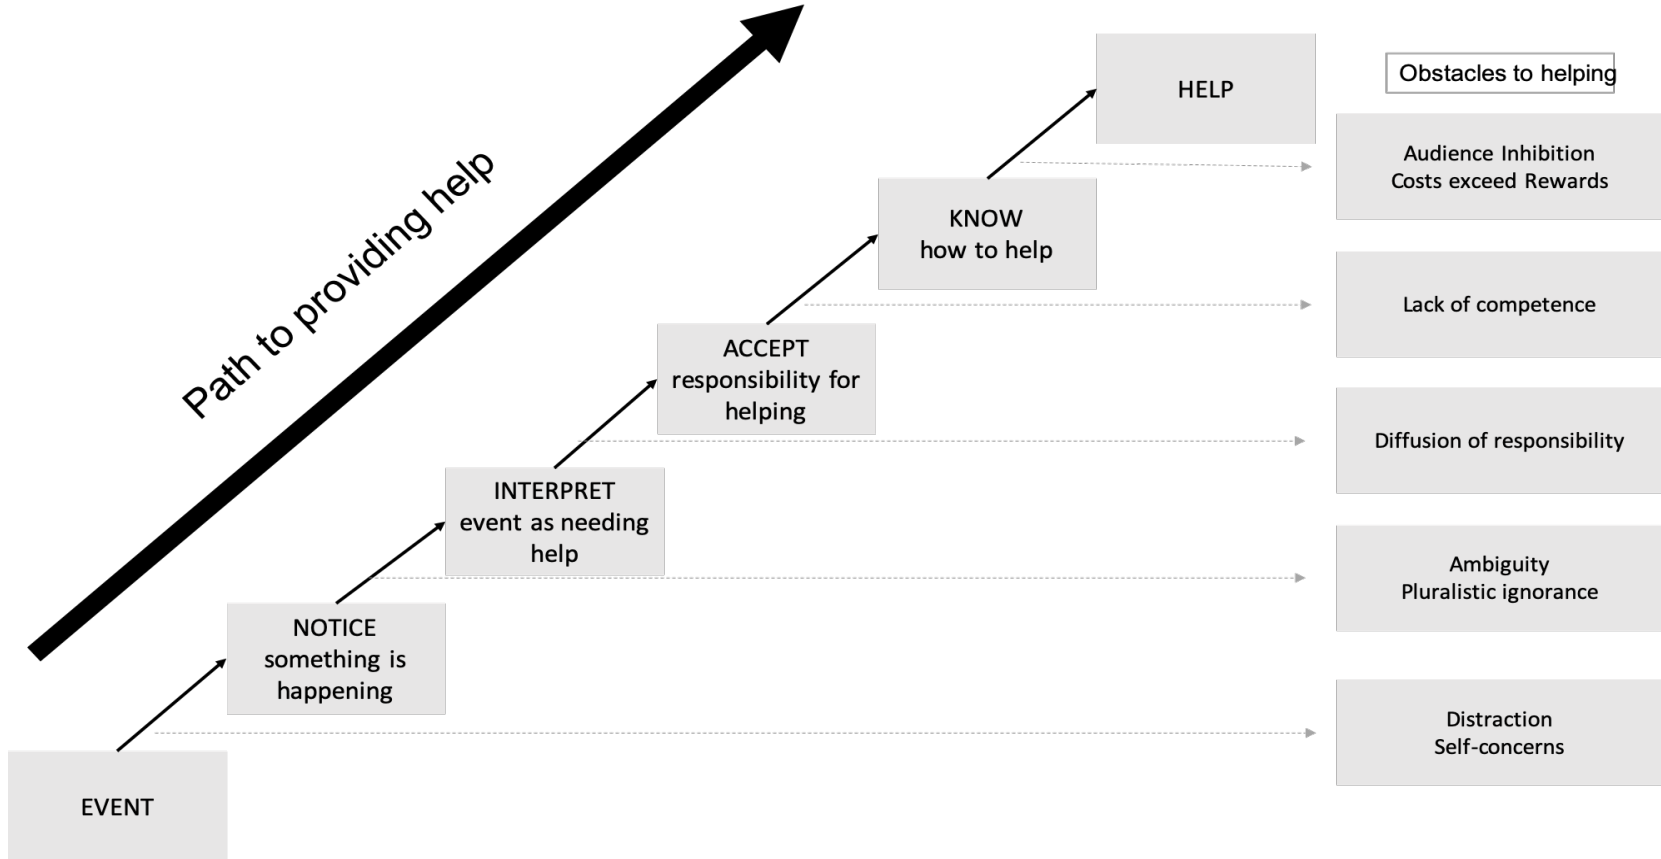 Path to providing help
HELP
KNOW
how to help
ACCEPT
responsibility for
helping
INTERPRET
event as needing
help
NOTICE
something is
happening
EVENT
Obstacles to helping
Audience Inhibition
Costs exceed Rewards
Lack of competence
Diffusion of responsibility
Ambiguity
Pluralistic ignorance
Distraction
Self-concerns